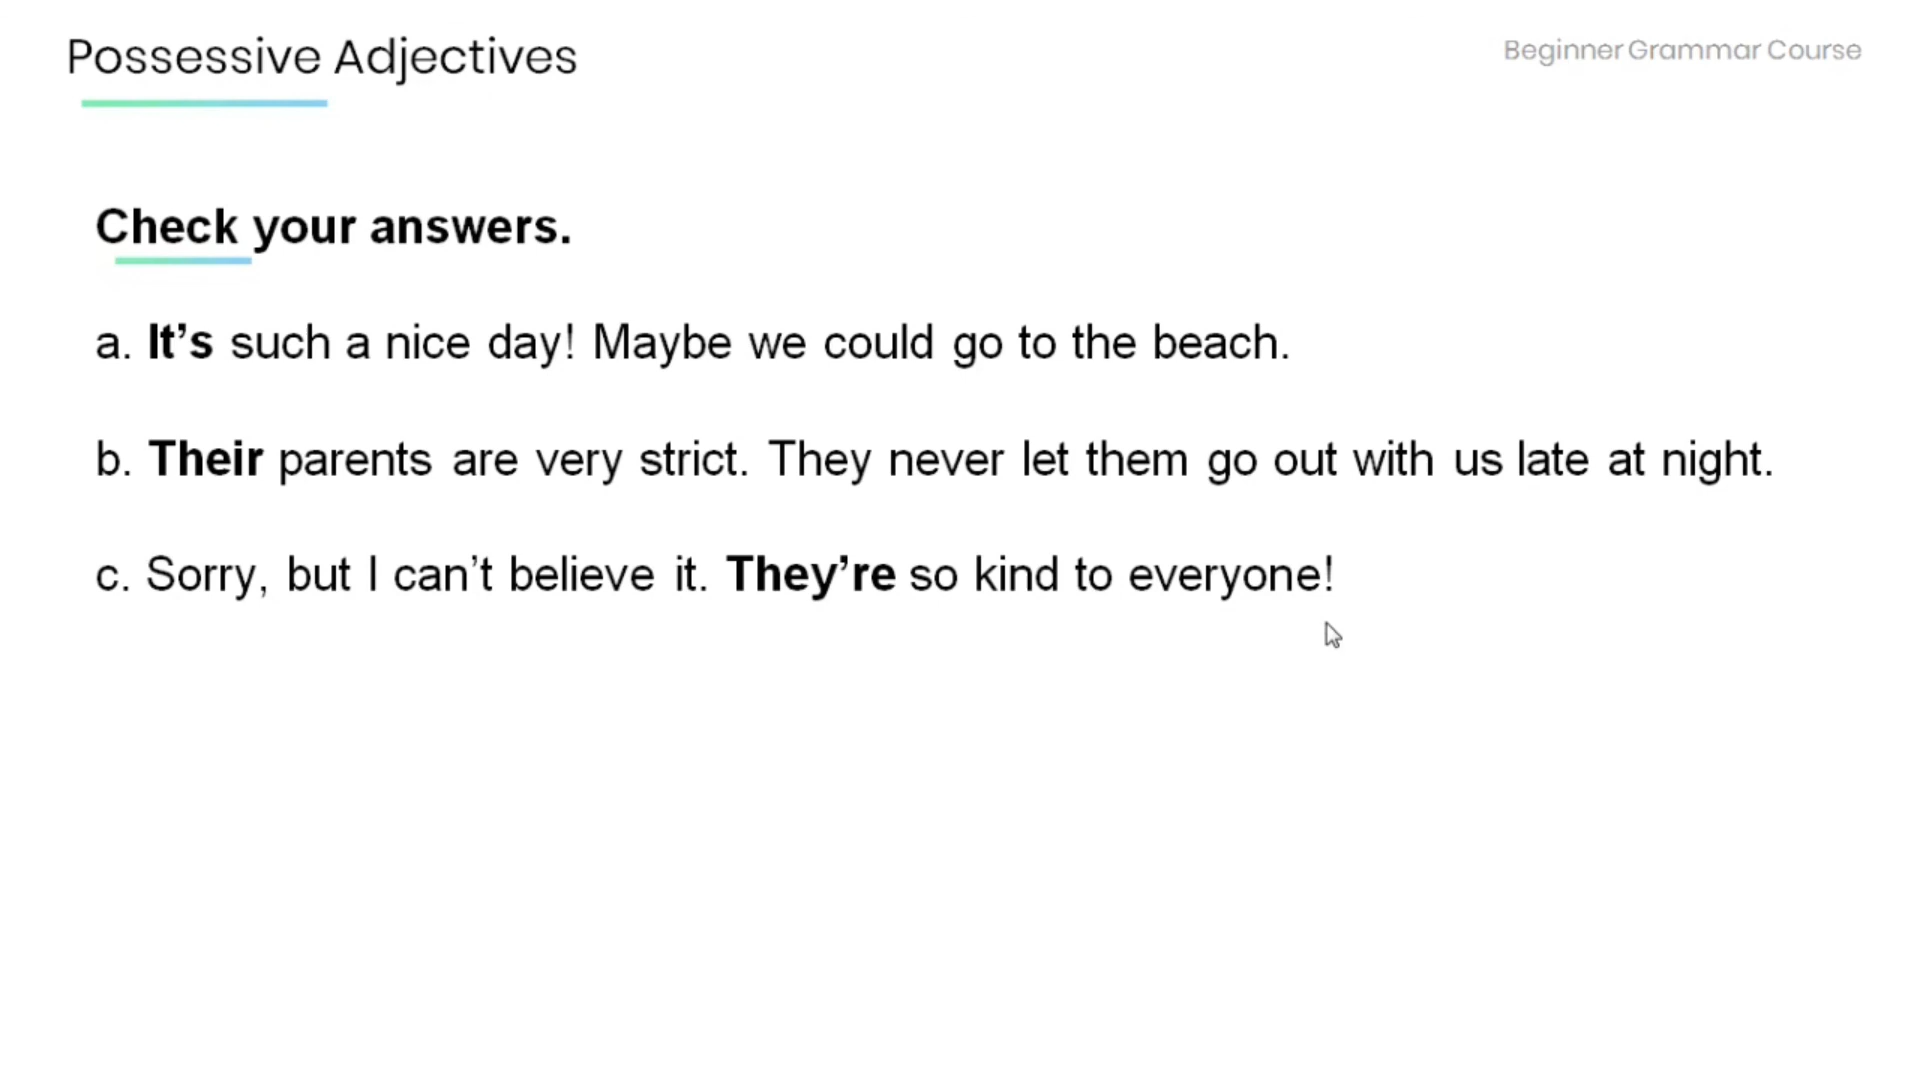 Possessive Adjectives
Beginner Grammar Course
Check your answers.
a. It’s such a nice day! Maybe we could go to the beach.
b. Their parents are very strict. They never let them go out with us late at night.
c. Sorry, but I can’t believe it. They’re so kind to everyone!